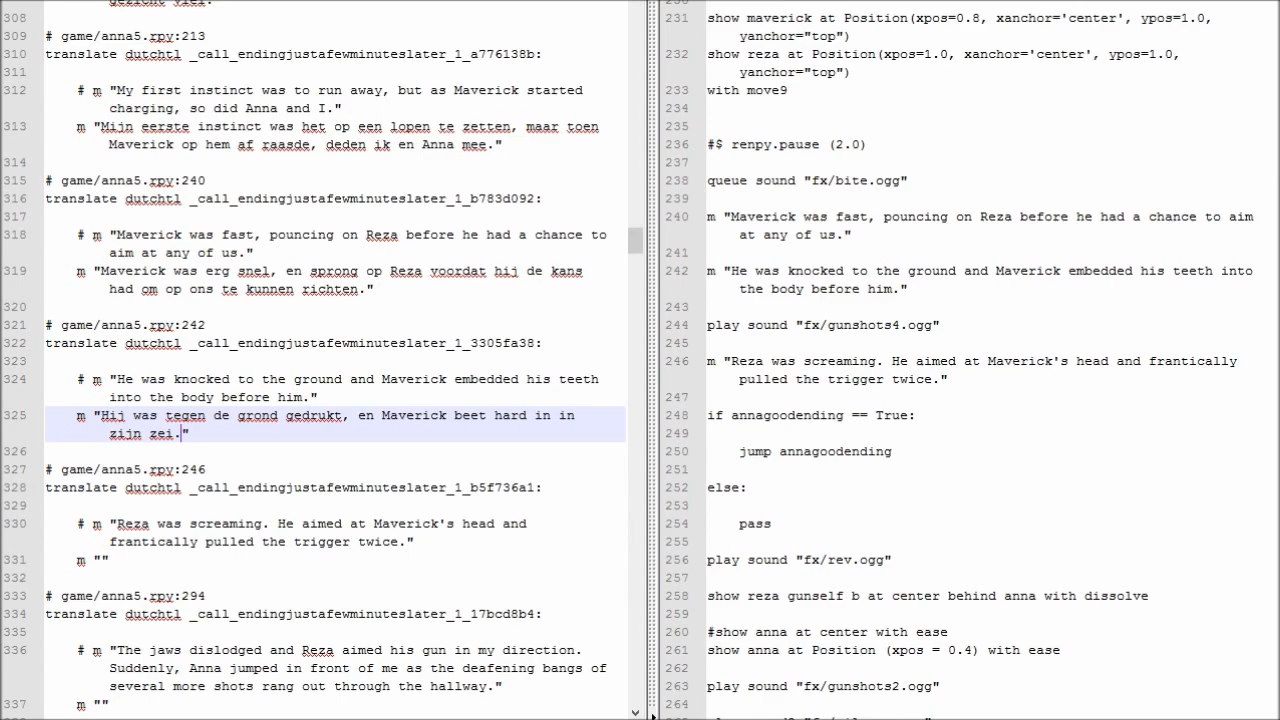 gezicht viel."
308
309 # game/anna5.rpy:213
310 translate dutchtl _call_endingjustafewminuteslater_1_a776138b:
311
312 # m "My first instinct was to run away, but as Maverick started
charging, so did Anna and I."
313 m "Mijn eerste instinct was het op een lopen te zetten, maar toen
Maverick op hem af raasde, deden ik en Anna mee."
314
315 # game/anna5.rpy:240
316 translate dutchtl _call_endingjustafewminuteslater_1_b783d092:
317
318 # m "Maverick was fast, pouncing on Reza before he had a chance to
aim at any of us."
319 m "Maverick was erg snel, en sprong op Reza voordat hij de kans
had om op ons te kunnen richten."
320
321 # game/anna5.rpy:242
322 translate dutchtl _call_endingjustafewminuteslater_1_3305fa38:
323
324 # m "He was knocked to the ground and Maverick embedded his teeth
into the body before him."
325 m "Hij was tegen de grond gedrukt, en Maverick beet hard in in
zijn zei."
326
327 # game/anna5.rpy:246
328 translate dutchtl _call_endingjustafewminuteslater_1_b5f736a1:
329
330 # m "Reza was screaming. He aimed at Maverick's head and
frantically pulled the trigger twice."
331 m ""
332
333 # game/anna5.rpy:294
334 translate dutchtl _call_endingjustafewminuteslater_1_17bcd8b4:
335
336 # m "The jaws dislodged and Reza aimed his gun in my direction.
Suddenly, Anna jumped in front of me as the deafening bangs of
several more shots rang out through the hallway."
337 m ""
231 show maverick at Position(xpos=0.8, xanchor='center', ypos=1.0,
yanchor="top")
232 show reza at Position(xpos=1.0, xanchor='center', ypos=1.0,
yanchor="top")
233 with move9
234
235
236 #$ renpy.pause (2.0)
237
238 queue sound "fx/bite.ogg"
239
240 m "Maverick was fast, pouncing on Reza before he had a chance to aim
at any of us."
241
242 m "He was knocked to the ground and Maverick embedded his teeth into
the body before him."
243
244 play sound "fx/gunshots4.ogg"
245
246 m "Reza was screaming. He aimed at Maverick's head and frantically
pulled the trigger twice."
247
248 if annagoodending == True:
249
250 jump annagoodending
251
252 else:
253
254 pass
255
256 play sound "fx/rev.ogg"
257
258 show reza gunself b at center behind anna with dissolve
259
260 #show anna at center with ease
261 show anna at Position (xpos = 0.4) with ease
262
263 play sound "fx/gunshots2.ogg"
264